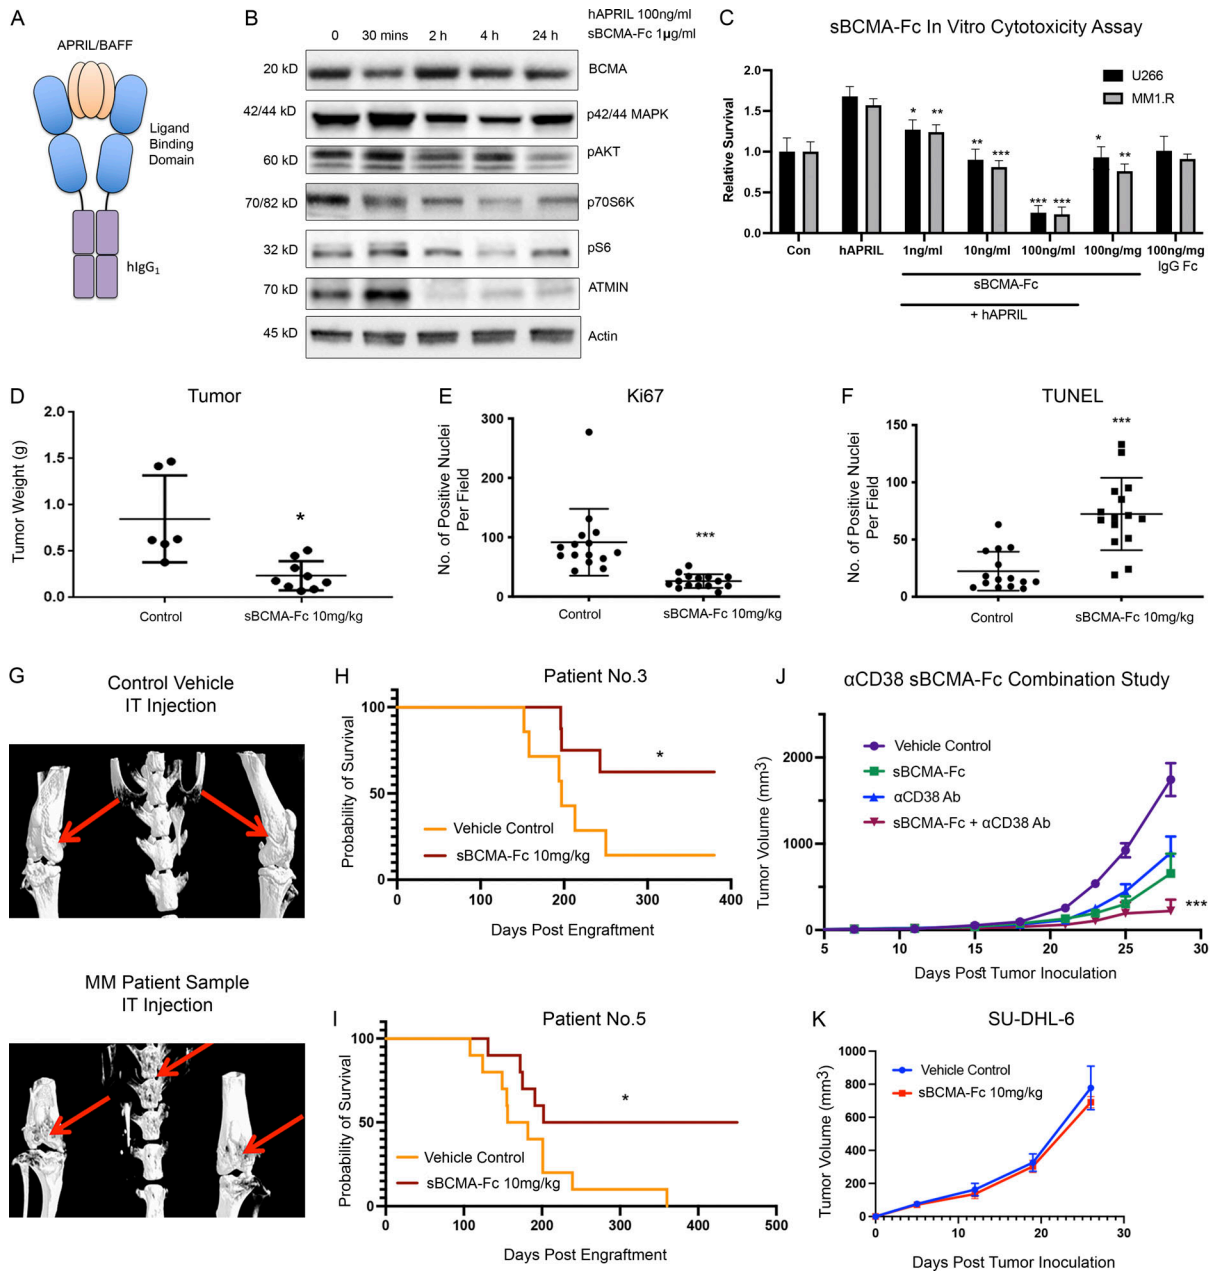 A
APRIL/BAFF
Ligand
Binding
Domain
hIgG1
B
hAPRIL 100ng/ml
0 30 mins 2 h 4 h 24 h sBCMA-Fc 1µg/ml
20 kD BCMA
42/44 kD p42/44 MAPK
60 kD pAKT
70/82 kD p70S6K
32 kD pS6
70 kD ATMIN
45 kD Actin
C
sBCMA-Fc In Vitro Cytotoxicity Assay
Relative Survival
2.0
1.5
1.0
0.5
0.0
U266
MM1.R
* ** ** *** *** *** * **
Con hAPRIL 1ng/ml 10ng/ml 100ng/ml 100ng/mg 100ng/mg
IgG Fc
sBCMA-Fc
+ hAPRIL
D
Tumor
Tumor Weight (g)
2.0
1.5
1.0
0.5
0.0
*
Control sBCMA-Fc 10mg/kg
E
Ki67
No. of Positive Nuclei
Per Field
300
200
100
0
***
Control sBCMA-Fc 10mg/kg
F
TUNEL
No. of Positive Nuclei
Per Field
150
100
50
0
***
Control sBCMA-Fc 10mg/kg
G
Control Vehicle
IT Injection
MM Patient Sample
IT Injection
H
Patient No.3
Probability of Survival
100
50
0
*
Vehicle Control
sBCMA-Fc 10mg/kg
0 100 200 300 400
Days Post Engraftment
I
Patient No.5
Probability of Survival
100
50
0
*
Vehicle Control
sBCMA-Fc 10mg/kg
0 100 200 300 400 500
Days Post Engraftment
J
αCD38 sBCMA-Fc Combination Study
Tumor Volume (mm3)
2000
1000
0
Vehicle Control
sBCMA-Fc
αCD38 Ab
sBCMA-Fc + αCD38 Ab
***
5 10 15 20 25 30
Days Post Tumor Inoculation
K
SU-DHL-6
Tumor Volume (mm3)
1000
800
600
400
200
0
Vehicle Control
sBCMA-Fc 10mg/kg
0 10 20 30
Days Post Tumor Inoculation